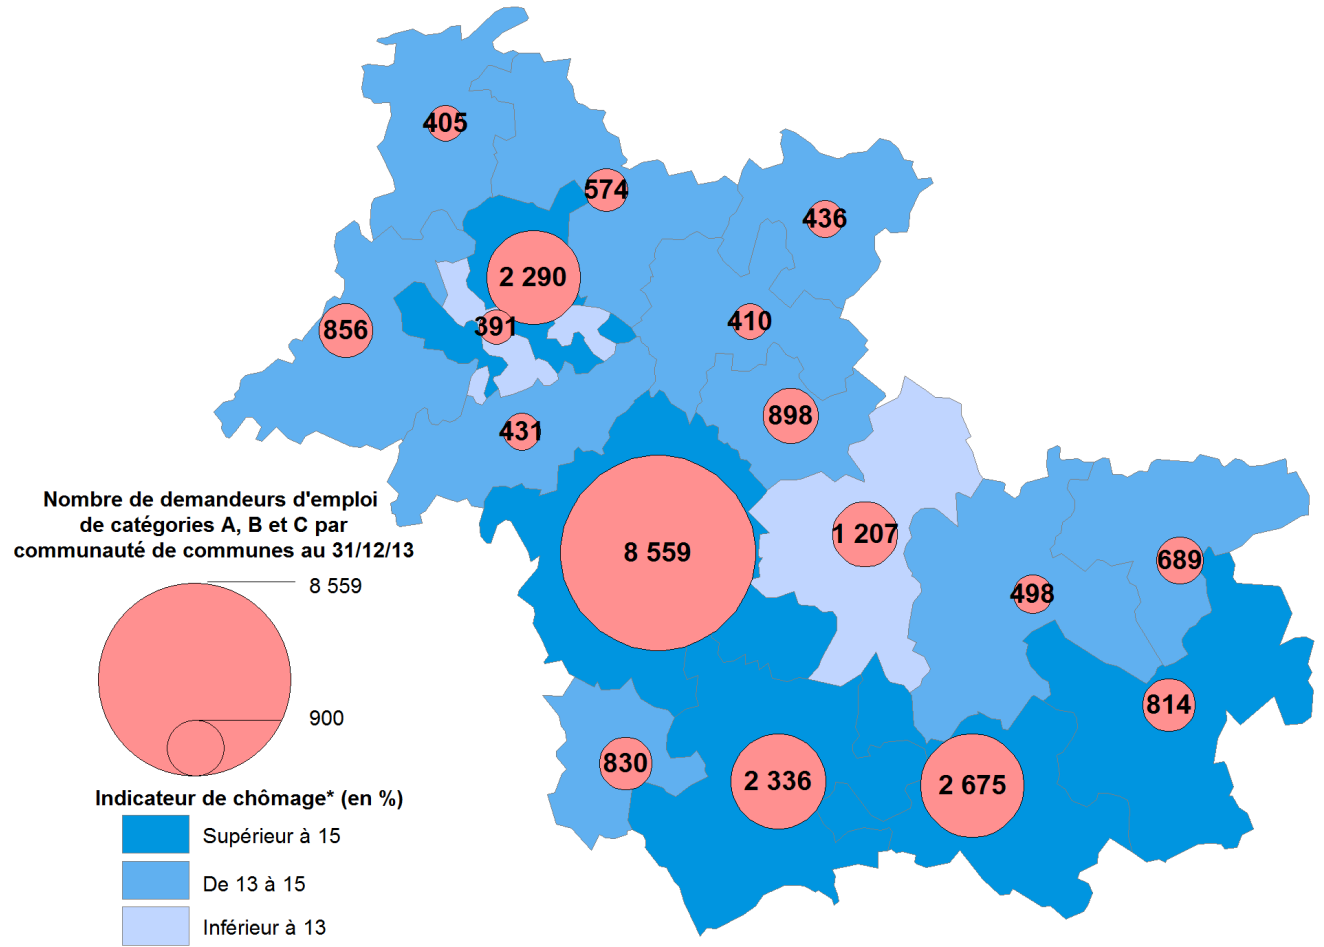 405
574
436
2 290
391
410
856
898
431
8 559
1 207
689
498
814
830
2 336
2 675
Nombre de demandeurs d'emploi
de catégories A, B et C par
communauté de communes au 31/12/13
8 559
900
Indicateur de chômage* (en %)
Supérieur à 15
De 13 à 15
Inférieur à 13